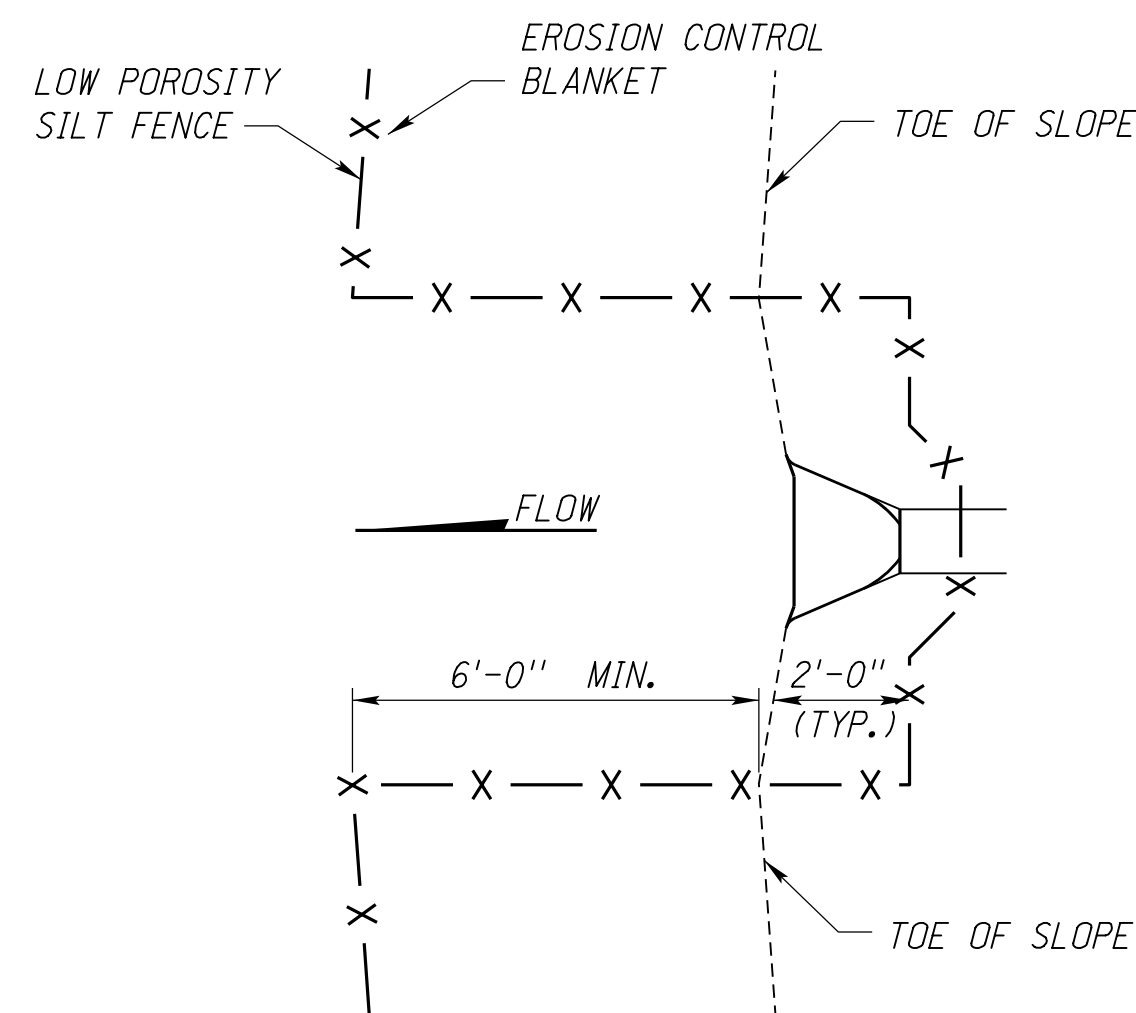 EROSION CONTROL
BLANKET
LOW POROSITY
SILT FENCE
TOE OF SLOPE
FLOW
6'-0" MIN.
2'-0"
(TYP.)
TOE OF SLOPE